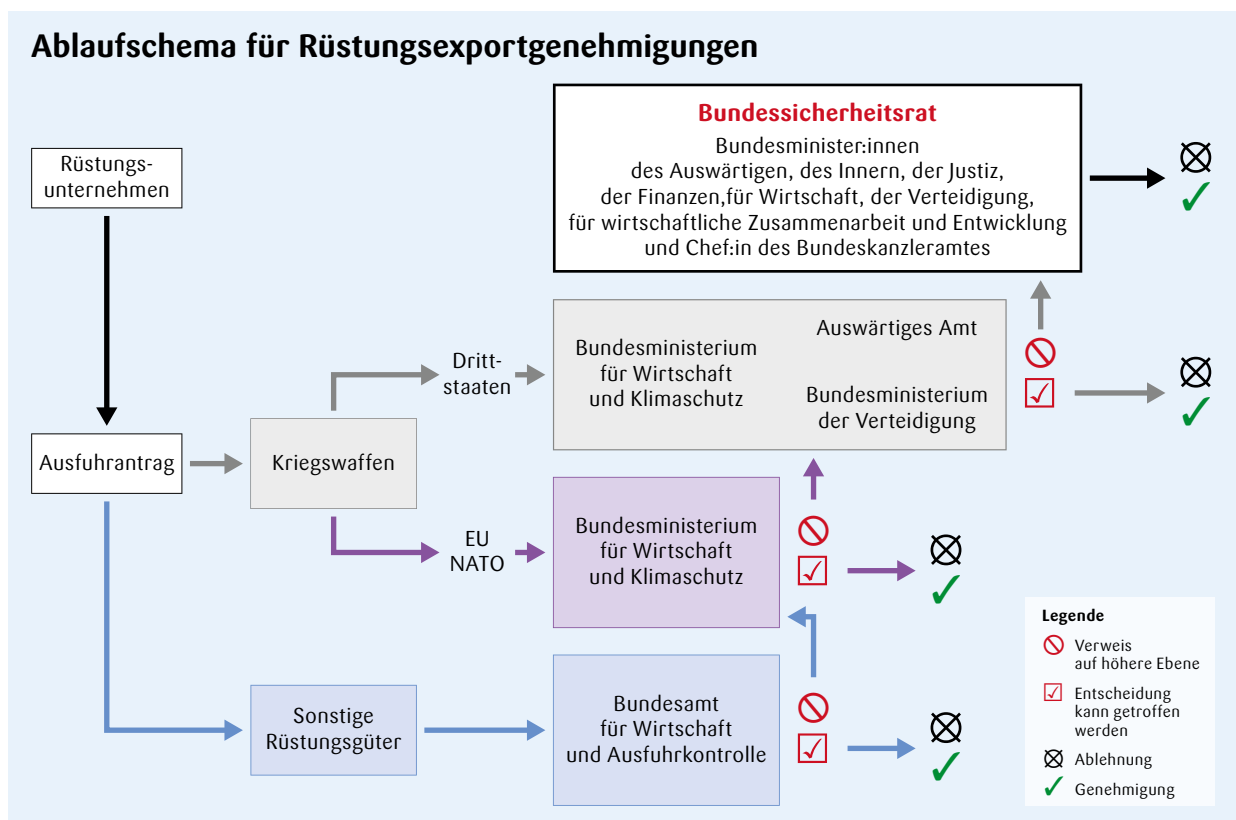 Ablaufschema für Rüstungsexportgenehmigungen
Rüstungs-
unternehmen
Bundessicherheitsrat
Bundesminister:innen
des Auswärtigen, des Innern, der Justiz,
der Finanzen,für Wirtschaft, der Verteidigung,
für wirtschaftliche Zusammenarbeit und Entwicklung
und Chef:in des Bundeskanzleramtes
Ausfuhrantrag
Kriegswaffen
Dritt-
staaten
Bundesministerium
für Wirtschaft
und Klimaschutz
Auswärtiges Amt
Bundesministerium
der Verteidigung
EU
NATO
Bundesministerium
für Wirtschaft
und Klimaschutz
Sonstige
Rüstungsgüter
Bundesamt
für Wirtschaft
und Ausfuhrkontrolle
Legende
Verweis
auf höhere Ebene
Entscheidung
kann getroffen
werden
Ablehnung
Genehmigung